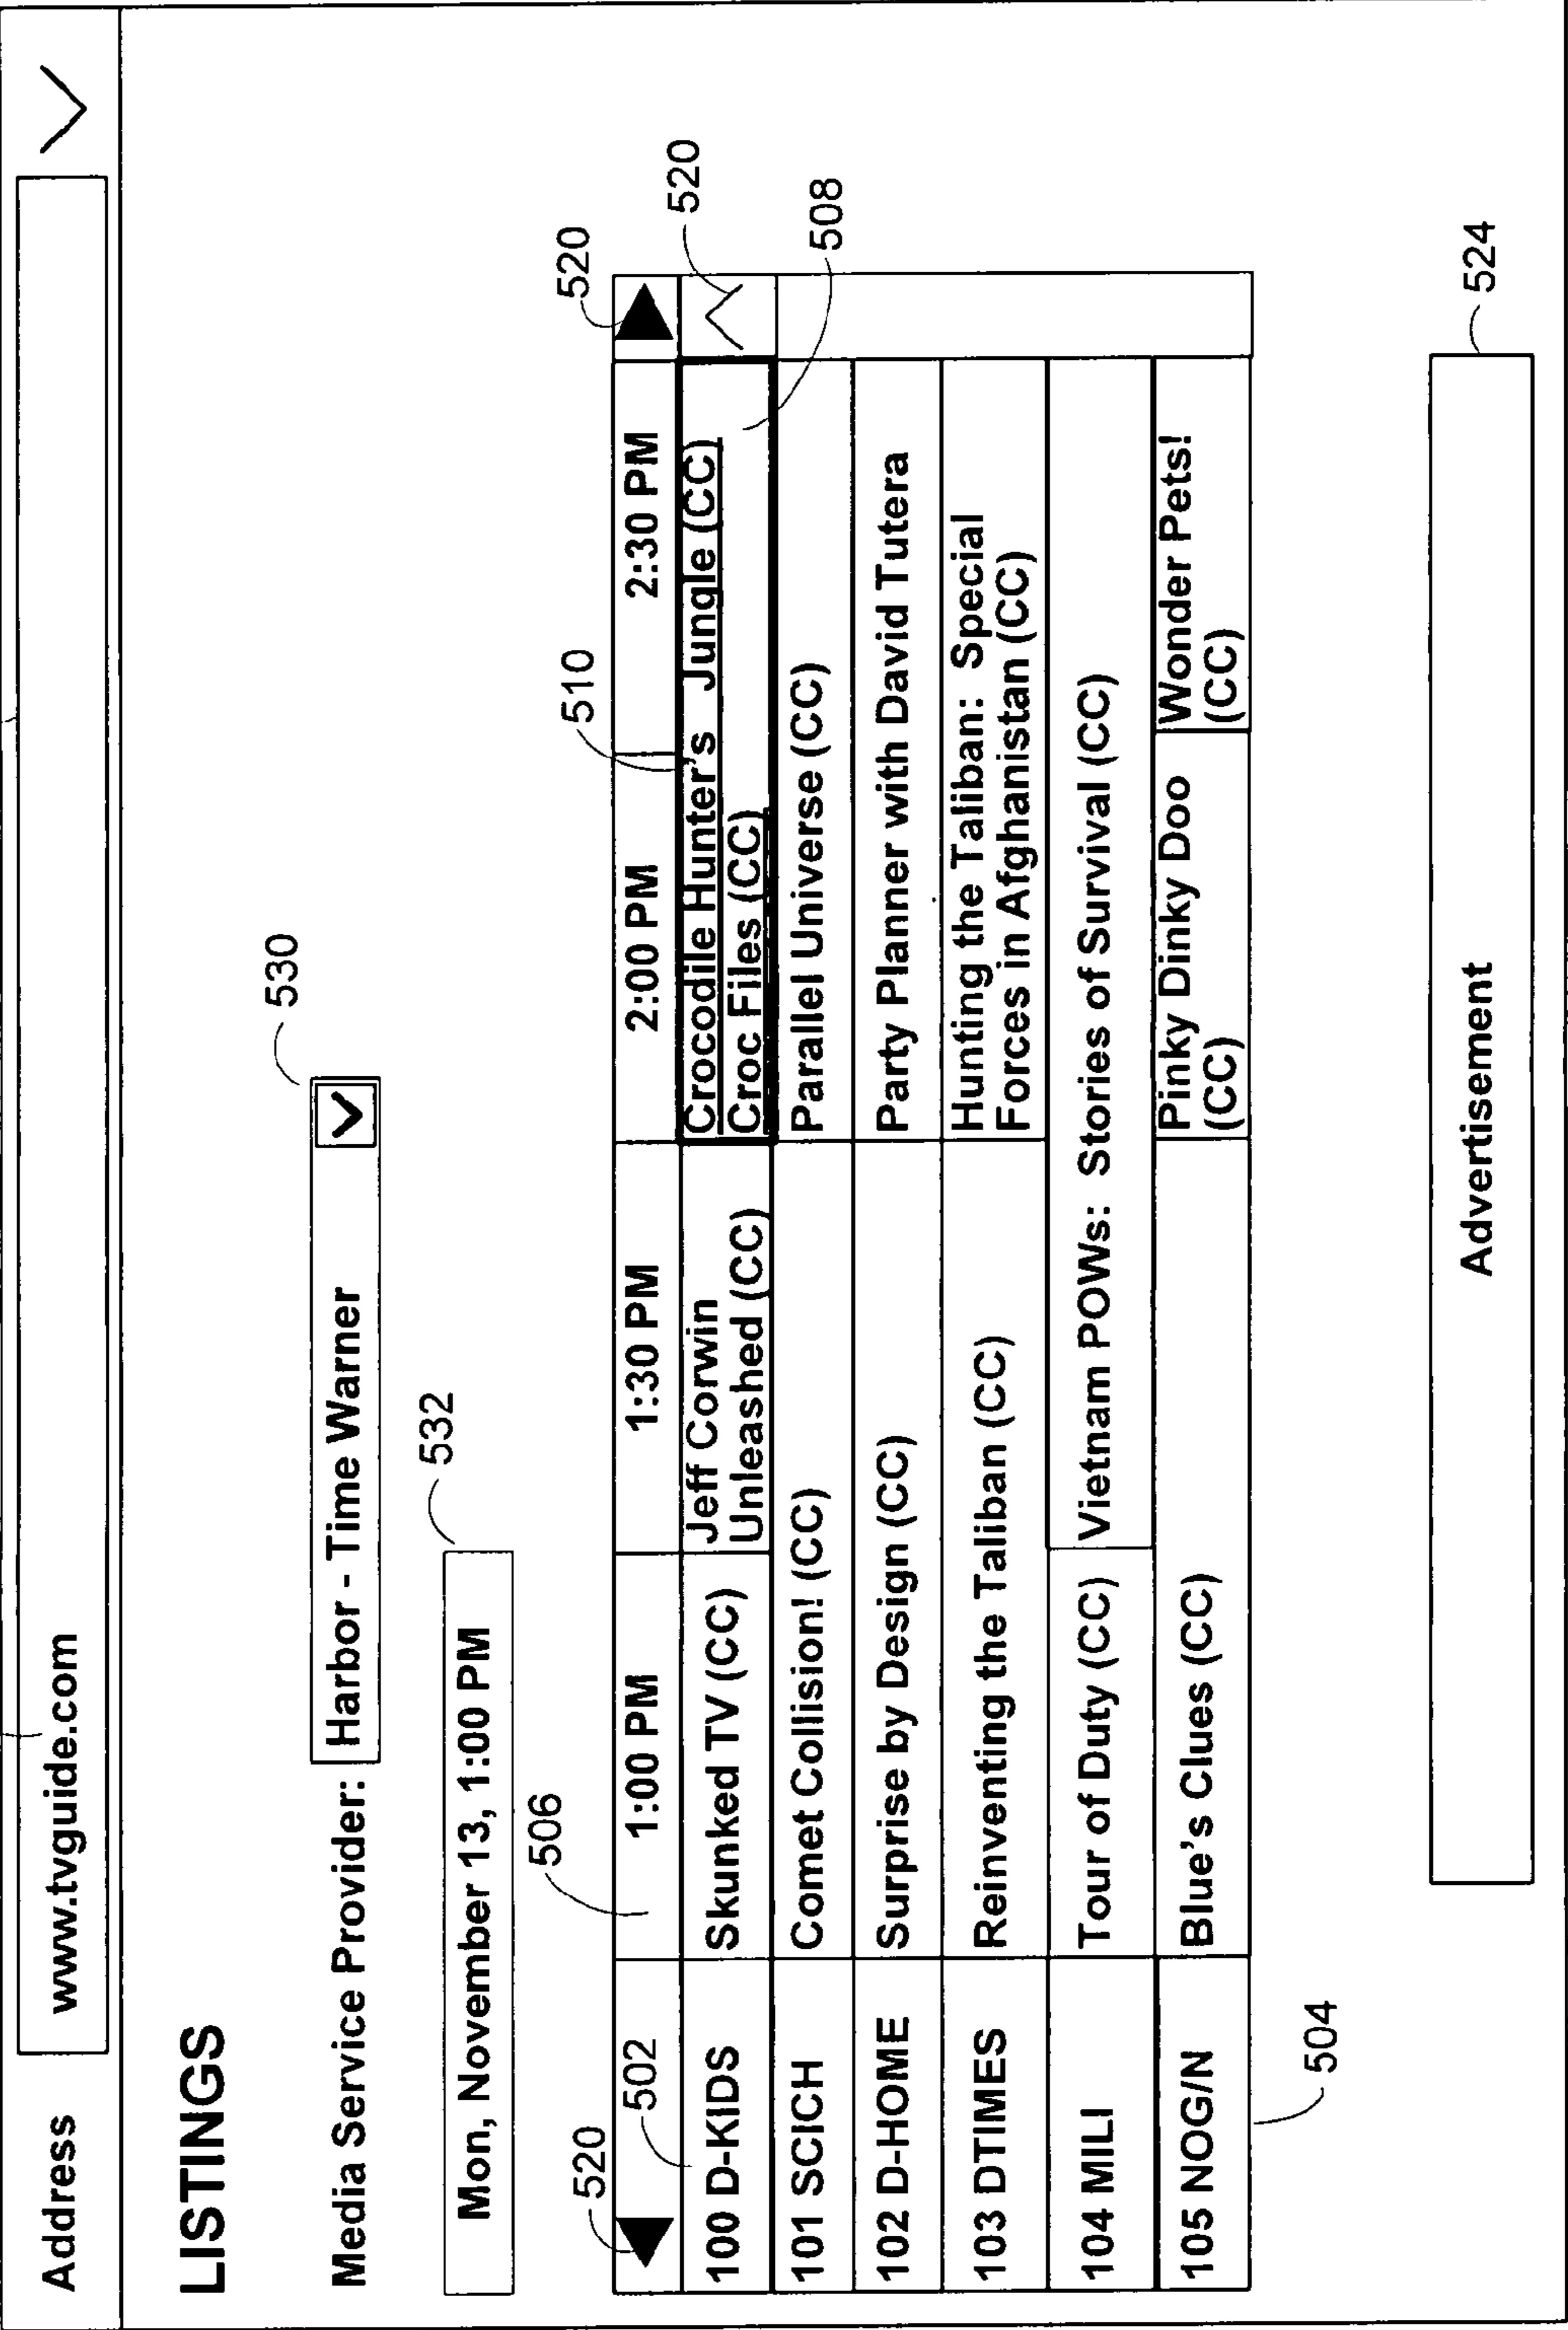 Address www.tvguide.com
LISTINGS
530
Media Service Provider: Harbor - Time Warner
532
Mon, November 13, 1:00 PM
506
510
520
520 502
1:00 PM 1:30 PM 2:00 PM 2:30 PM
520
100 D-KIDS Skunked TV (CC) Jeff Corwin Crocodile Hunter's Jungle (CC)
Unleashed (CC) Croc Files (CC)
508
101 SCICH Comet Collision! (CC) Parallel Universe (CC)
102 D-HOME Surprise by Design (CC) Party Planner with David Tutera
103 DTIMES Reinventing the Taliban (CC) Hunting the Taliban: Special
Forces in Afghanistan (CC)
104 MILI Tour of Duty (CC) Vietnam POWs: Stories of Survival (CC)
105 NOG/N Blue's Clues (CC) Pinky Dinky Doo Wonder Pets!
(CC) (CC)
504
524
Advertisement